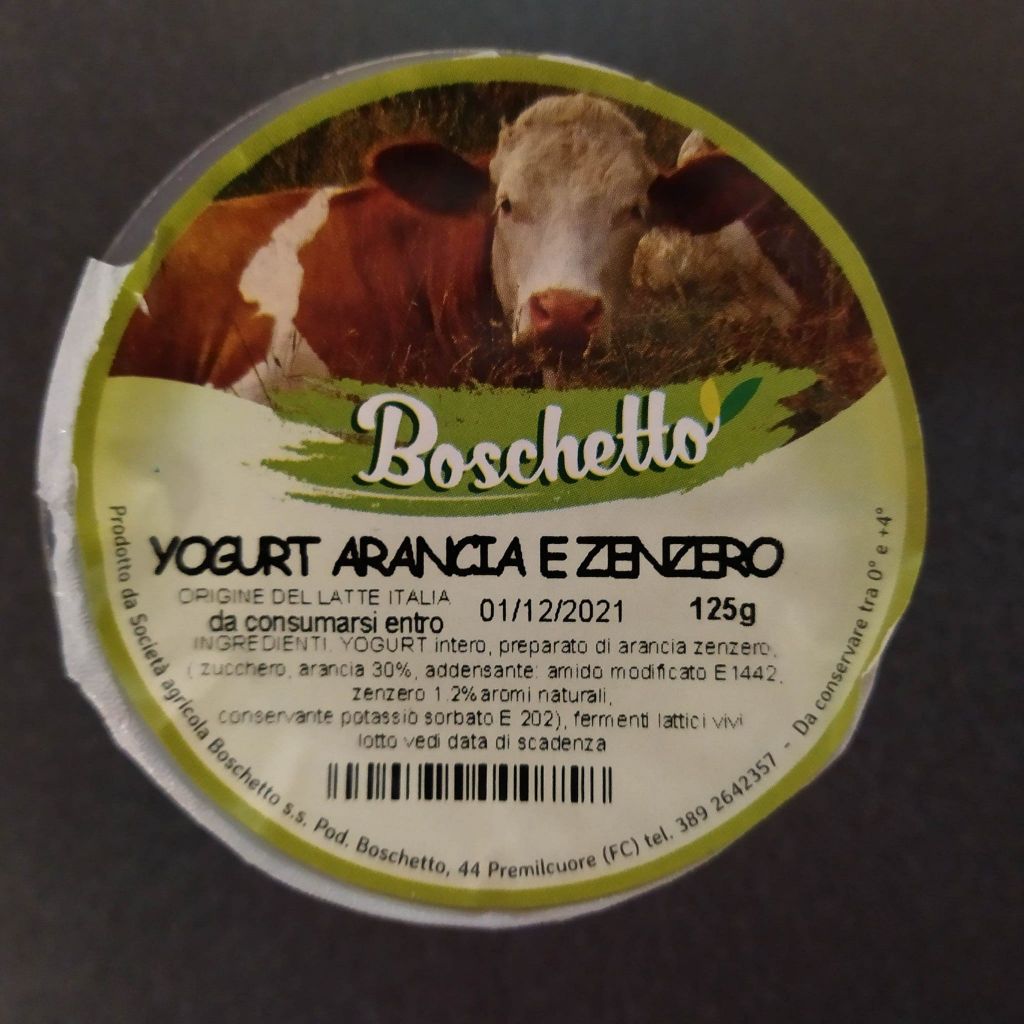 Boschetto
YOGURT ARANCIA E ZENZERO
ORIGINE DEL LATTE ITALIA
da consumarsi entro 01/12/2021 125g
INGREDIENTI. YOGURT intero, preparato di arancia zenzero,
( zucchero, arancia 30%, addensante: amido modificato E 1442,
zenzero 1.2% aromi naturali,
conservante potassio sorbato E 202), fermenti lattici vivi
lotto vedi data di scadenza
Prodotto da Società agricola Boschetto s.s. Pod. Boschetto, 44 Premilcuore (FC) tel. 389 2642357 - Da conservare tra 0° e +4°